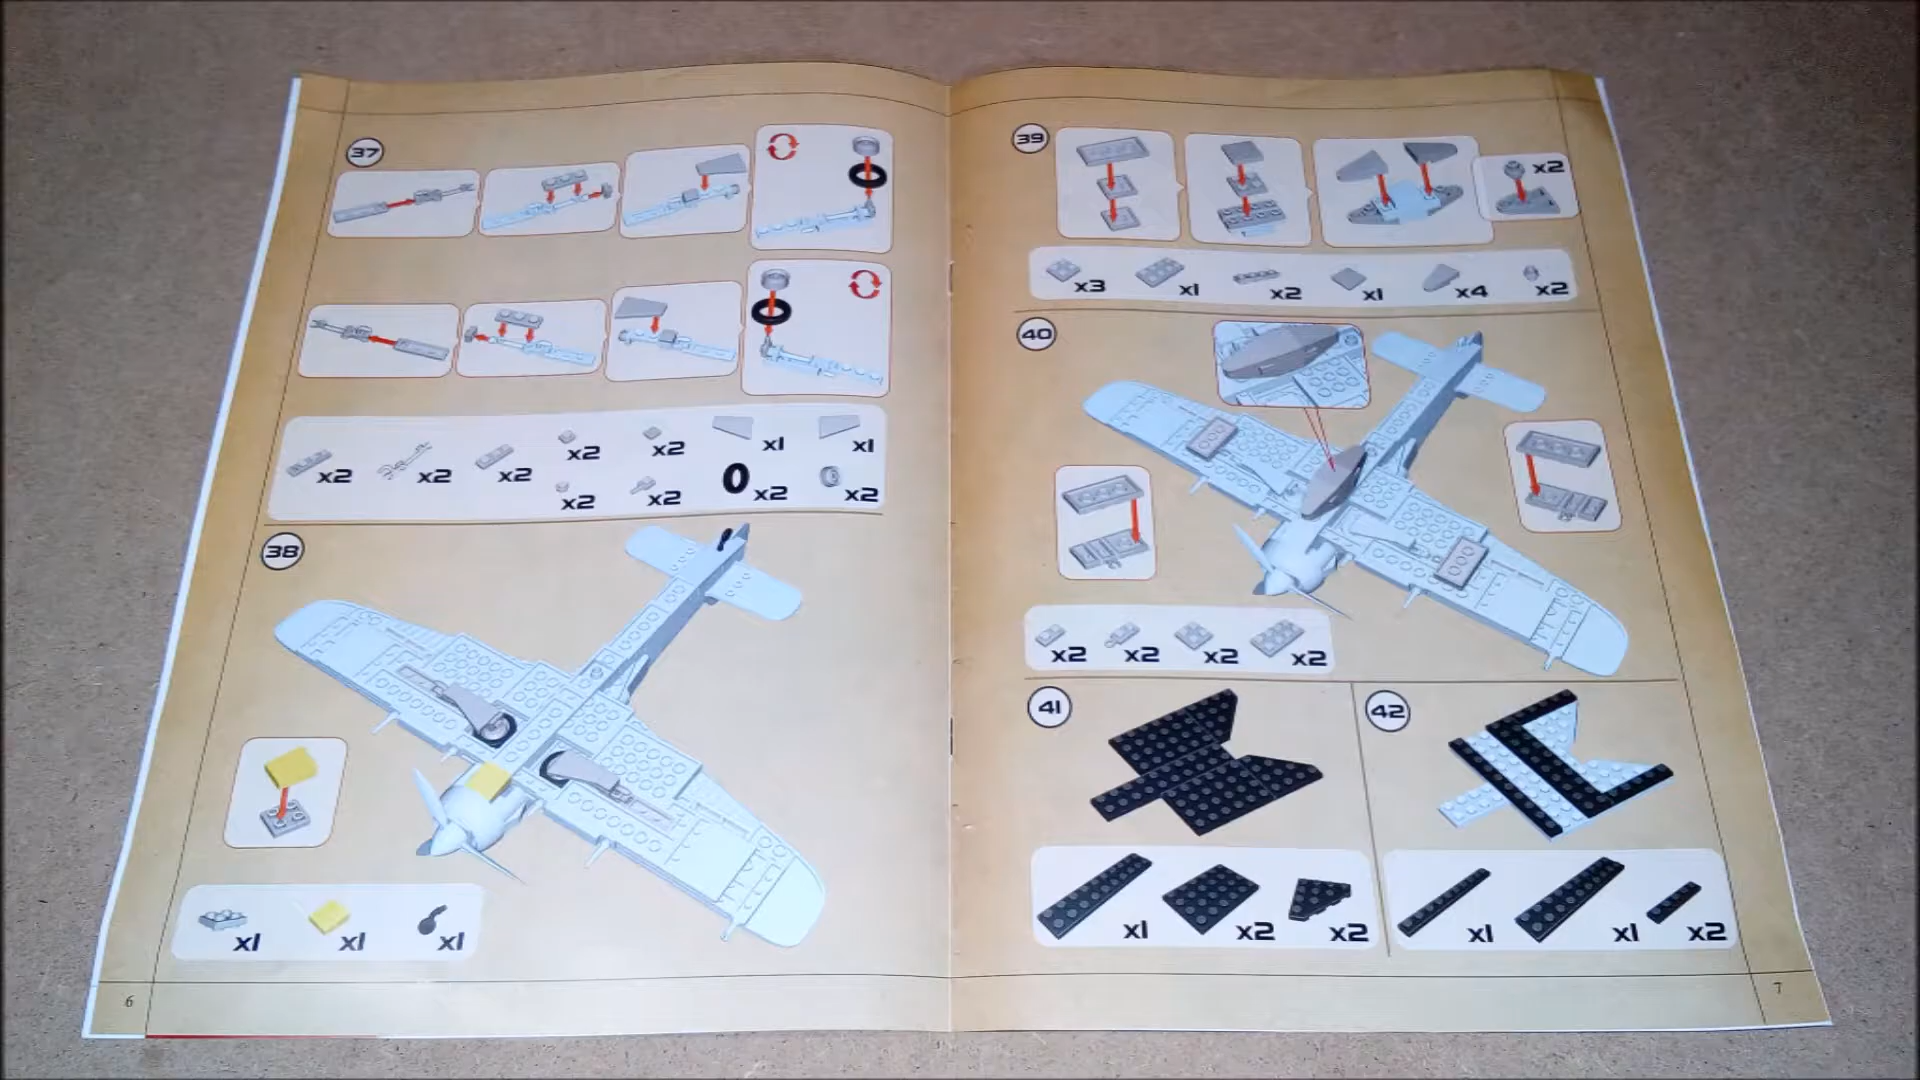 37
x2 x2 x2 x2 x2 x1 x1
x2 x2 x2 x2
38
x1 x1 x1
6
39
x2
x3 x1 x2 x1 x4 x2
40
x2 x2 x2 x2
41
x1 x2 x2
42
x1 x1 x2
7